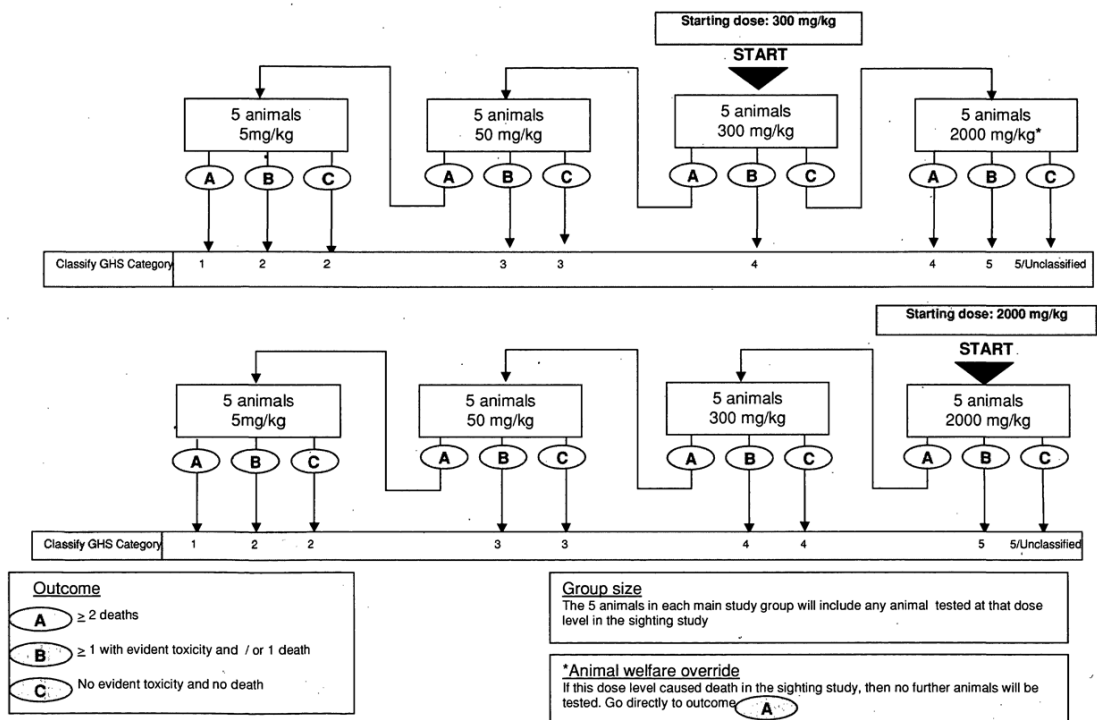 Starting dose: 300 mg/kg
START
5 animals
5mg/kg
5 animals
50 mg/kg
5 animals
300 mg/kg
5 animals
2000 mg/kg*
A B C A B C A B C A B C
Classify GHS Category 1 2 2 3 3 4 4 5 5/Unclassified
Starting dose: 2000 mg/kg
START
5 animals
5mg/kg
5 animals
50 mg/kg
5 animals
300 mg/kg
5 animals
2000 mg/kg
A B C A B C A B C A B C
Classify GHS Category 1 2 2 3 3 4 4 5 5/Unclassified
Outcome
A ≥ 2 deaths
B ≥ 1 with evident toxicity and / or 1 death
C No evident toxicity and no death
Group size
The 5 animals in each main study group will include any animal tested at that dose
level in the sighting study
*Animal welfare override
If this dose level caused death in the sighting study, then no further animals will be
tested. Go directly to outcome A